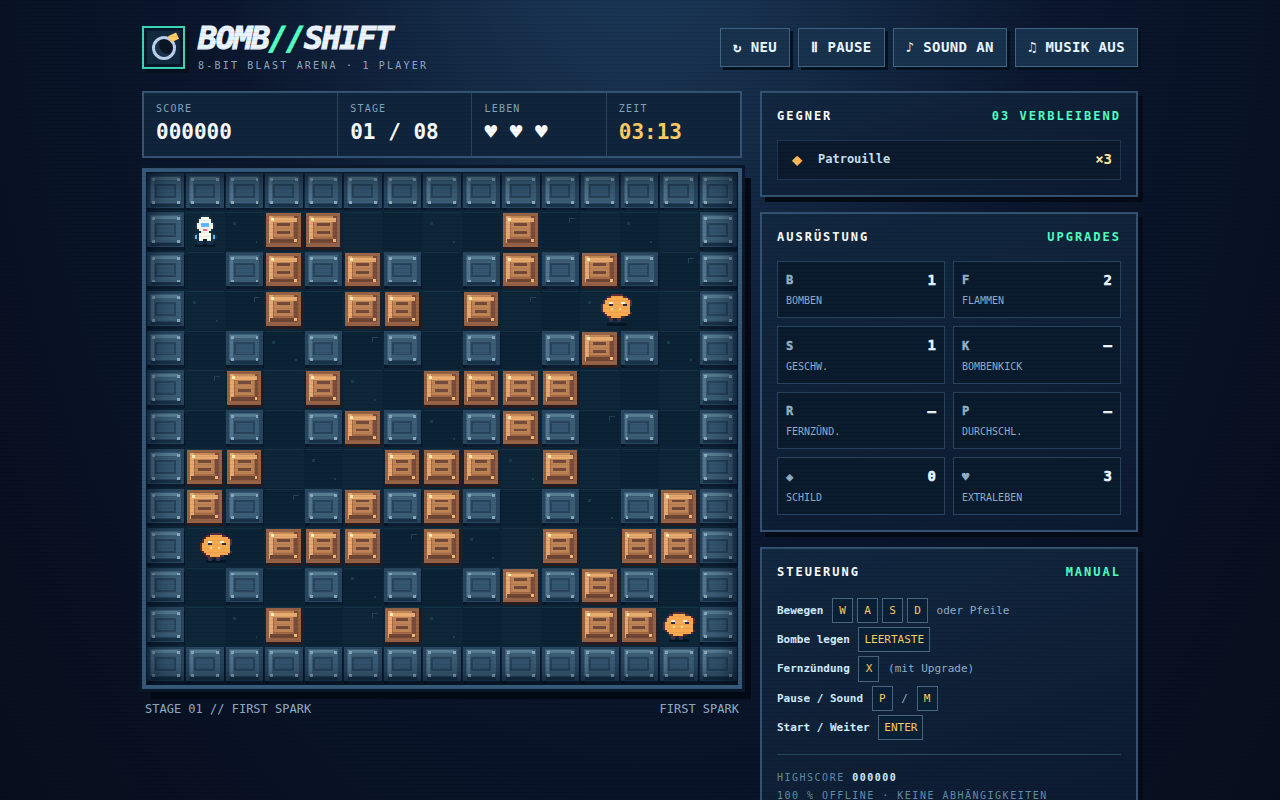 BOMB//SHIFT
8-BIT BLAST ARENA · 1 PLAYER
↻ NEU
Ⅱ PAUSE
♪ SOUND AN
♫ MUSIK AUS
SCORE
000000
STAGE
01 / 08
LEBEN
♥ ♥ ♥
ZEIT
03:13
STAGE 01 // FIRST SPARK
FIRST SPARK
GEGNER
03 VERBLEIBEND
◆ Patrouille ×3
AUSRÜSTUNG
UPGRADES
B 1
BOMBEN
F 2
FLAMMEN
S 1
GESCHW.
K —
BOMBENKICK
R —
FERNZÜND.
P —
DURCHSCHL.
◆ 0
SCHILD
♥ 3
EXTRALEBEN
STEUERUNG
MANUAL
Bewegen W A S D oder Pfeile
Bombe legen LEERTASTE
Fernzündung X (mit Upgrade)
Pause / Sound P / M
Start / Weiter ENTER
HIGHSCORE 000000
100 % OFFLINE · KEINE ABHÄNGIGKEITEN